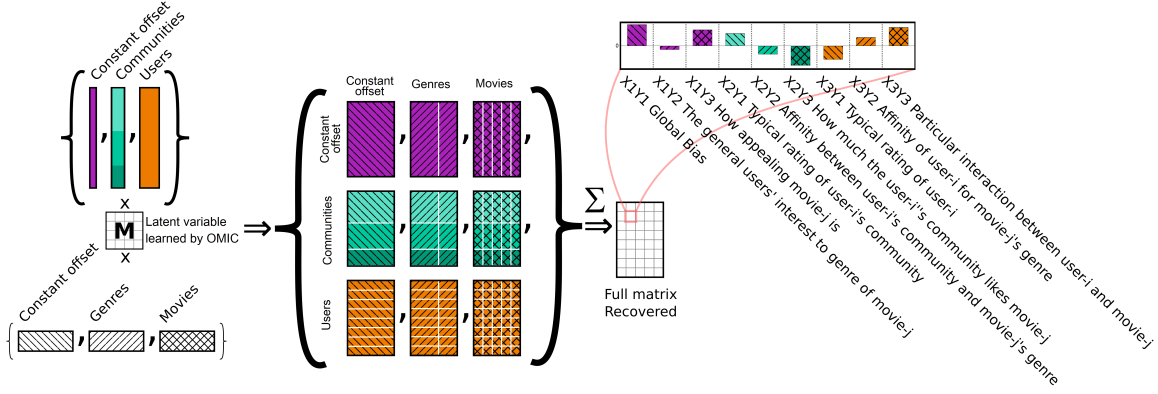 Constant offset
Communities
Users
{ , , }
x
M
Latent variable
learned by OMIC
x
Constant offset
Genres
Movies
{ , , }
⇒
Constant
offset
Genres
Movies
Constant
offset
Communities
Users
Σ
⇒
Full matrix
Recovered
0
X1Y1 Global Bias
X1Y2 The general users' interest to genre of movie-j
X1Y3 How appealing movie-j is
X2Y1 Typical rating of user-i's community
X2Y2 Affinity between user-i's community and movie-j's genre
X2Y3 How much the user-i''s community likes movie-j
X3Y1 Typical rating of user-i
X3Y2 Affinity of user-i for movie-j's genre
X3Y3 Particular interaction between user-i and movie-j